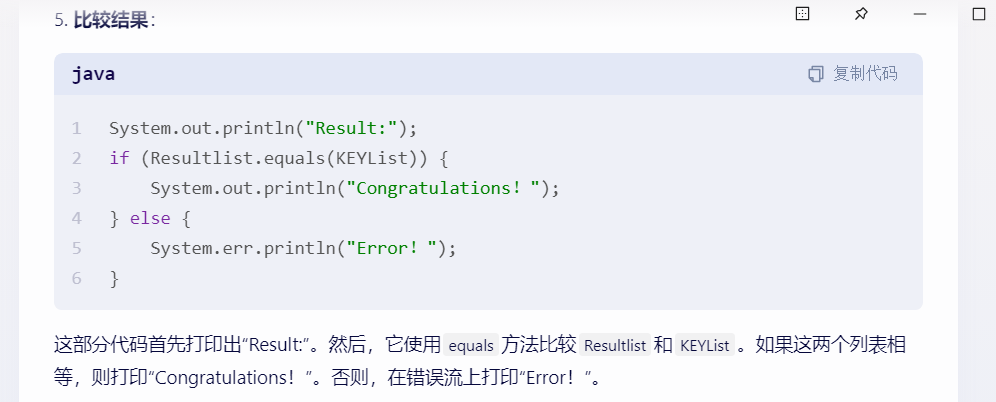 5. 比较结果：
java
复制代码
1 System.out.println("Result:");
2 if (Resultlist.equals(KEYList)) {
3     System.out.println("Congratulations！");
4 } else {
5     System.err.println("Error！");
6 }
这部分代码首先打印出“Result:”。然后，它使用 equals 方法比较 Resultlist 和 KEYList 。如果这两个列表相
等，则打印“Congratulations！”。否则，在错误流上打印“Error！“。